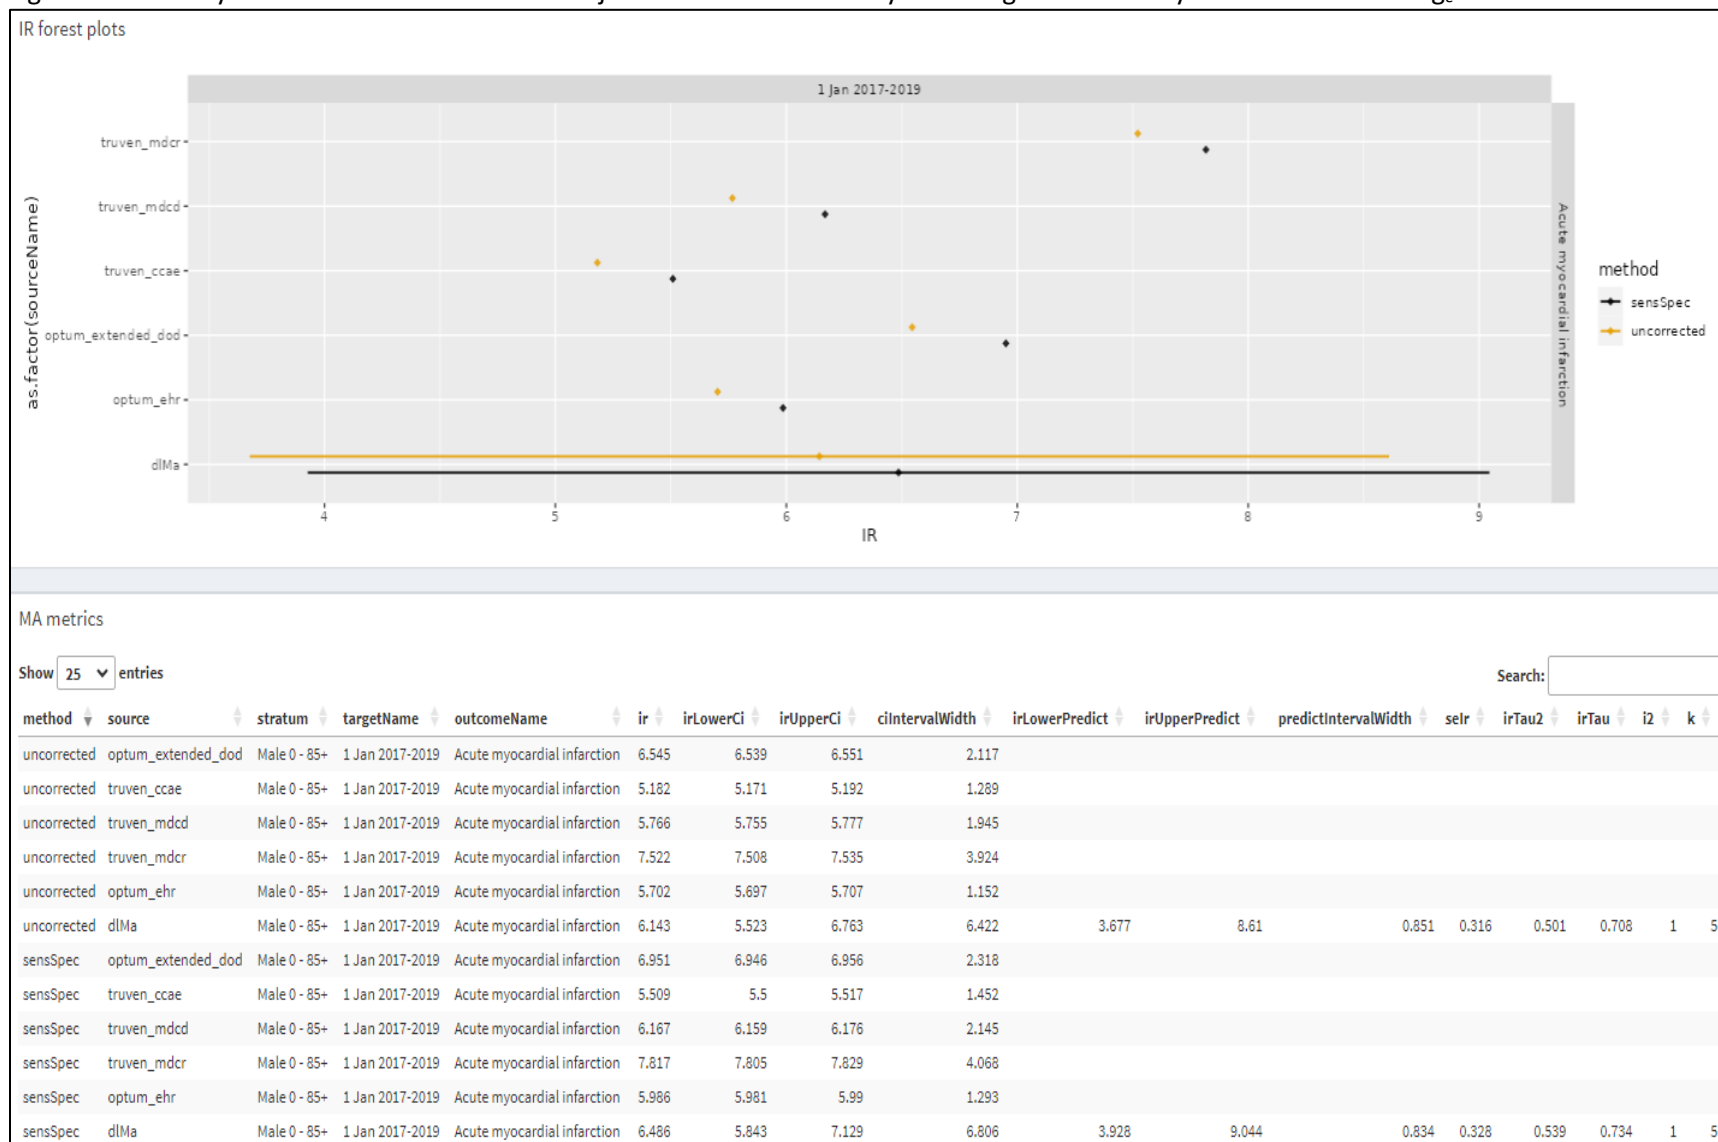 IR forest plots
1 Jan 2017-2019
truven_mdcr
truven_mdcd
truven_ccae
optum_extended_dod
optum_ehr
dlMa
as.factor(sourceName)
Acute myocardial infarction
method
sensSpec
uncorrected
4 5 6 7 8 9
IR
MA metrics
Show 25 entries
Search:
method source stratum targetName outcomeName ir irLowerCi irUpperCi ciIntervalWidth irLowerPredict irUpperPredict predictIntervalWidth seIr irTau2 irTau i2 k
uncorrected optum_extended_dod Male 0 - 85+ 1 Jan 2017-2019 Acute myocardial infarction 6.545 6.539 6.551 2.117
uncorrected truven_ccae Male 0 - 85+ 1 Jan 2017-2019 Acute myocardial infarction 5.182 5.171 5.192 1.289
uncorrected truven_mdcd Male 0 - 85+ 1 Jan 2017-2019 Acute myocardial infarction 5.766 5.755 5.777 1.945
uncorrected truven_mdcr Male 0 - 85+ 1 Jan 2017-2019 Acute myocardial infarction 7.522 7.508 7.535 3.924
uncorrected optum_ehr Male 0 - 85+ 1 Jan 2017-2019 Acute myocardial infarction 5.702 5.697 5.707 1.152
uncorrected dlMa Male 0 - 85+ 1 Jan 2017-2019 Acute myocardial infarction 6.143 5.523 6.763 6.422 3.677 8.61 0.851 0.316 0.501 0.708 1 5
sensSpec optum_extended_dod Male 0 - 85+ 1 Jan 2017-2019 Acute myocardial infarction 6.951 6.946 6.956 2.318
sensSpec truven_ccae Male 0 - 85+ 1 Jan 2017-2019 Acute myocardial infarction 5.509 5.5 5.517 1.452
sensSpec truven_mdcd Male 0 - 85+ 1 Jan 2017-2019 Acute myocardial infarction 6.167 6.159 6.176 2.145
sensSpec truven_mdcr Male 0 - 85+ 1 Jan 2017-2019 Acute myocardial infarction 7.817 7.805 7.829 4.068
sensSpec optum_ehr Male 0 - 85+ 1 Jan 2017-2019 Acute myocardial infarction 5.986 5.981 5.99 1.293
sensSpec dlMa Male 0 - 85+ 1 Jan 2017-2019 Acute myocardial infarction 6.486 5.843 7.129 6.806 3.928 9.044 0.834 0.328 0.539 0.734 1 5